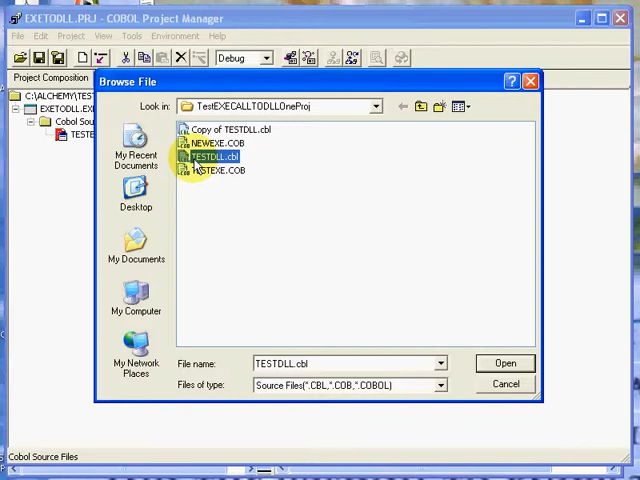 EXETODLL.PRJ - COBOL Project Manager
File Edit Project Tools Environment Help
Debug
Project Composition
C:\ALCHEMY\TEST
EXETODLL.EX
Cobol Sour
TESTE
Browse File
Look in: TestEXECALLTODLLOneProj
My Recent
Documents
Desktop
My Documents
My Computer
My Network
Places
Copy of TESTDLL.cbl
NEWEXE.COB
TESTDLL.cbl
TESTEXE.COB
File name: TESTDLL.cbl Open
Files of type: Source Files(*.CBL,*.COB,*.COBOL) Cancel
Cobol Source Files